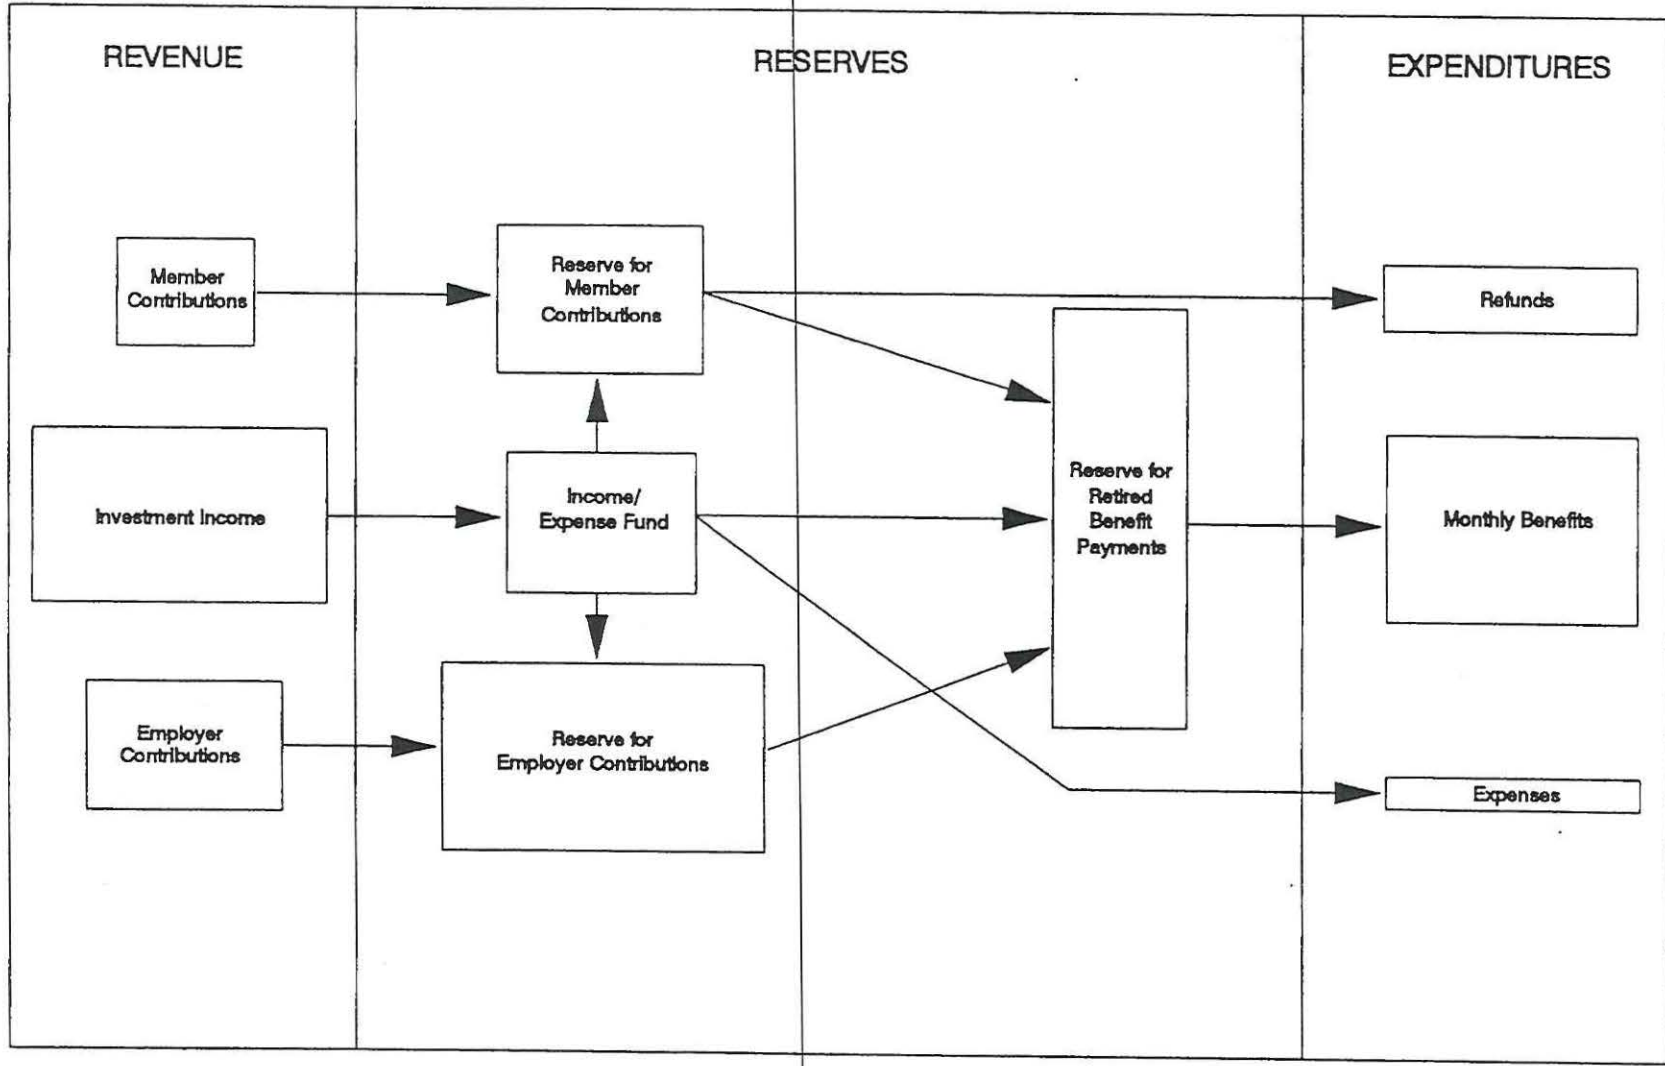 REVENUE
RESERVES
EXPENDITURES
Member
Contributions
Reserve for
Member
Contributions
Refunds
Investment Income
Income/
Expense Fund
Reserve for
Retired
Benefit
Payments
Monthly Benefits
Employer
Contributions
Reserve for
Employer Contributions
Expenses